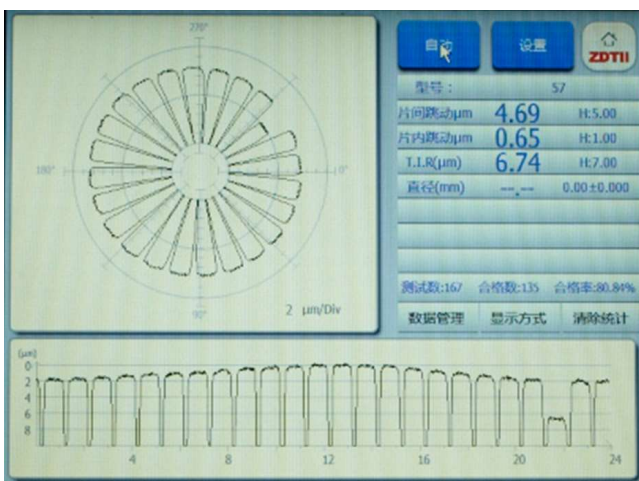 270°
自动 设置 ZDTII
型号： 57
片间跳动μm 4.69 H:5.00
片内跳动μm 0.65 H:1.00
T.I.R(μm) 6.74 H:7.00
直径(mm) --.-- 0.00±0.000
180° 0°
90°
2 μm/Div
测试数:167 合格数:135 合格率:80.84%
数据管理 显示方式 清除统计
(μm)
0
2
4
6
8
4 8 12 16 20 24